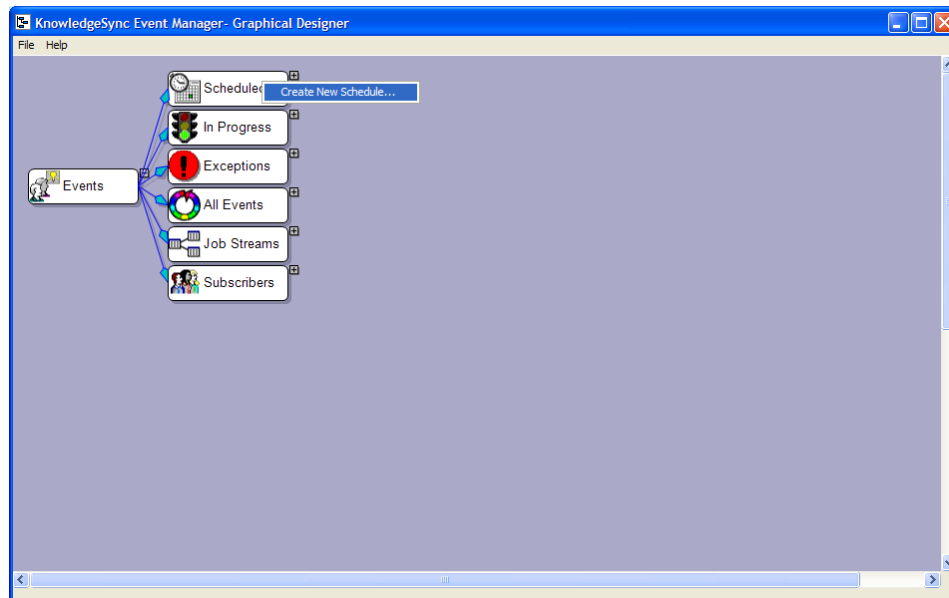 KnowledgeSync Event Manager- Graphical Designer
File Help
Scheduled
Create New Schedule...
In Progress
Exceptions
Events
All Events
Job Streams
Subscribers